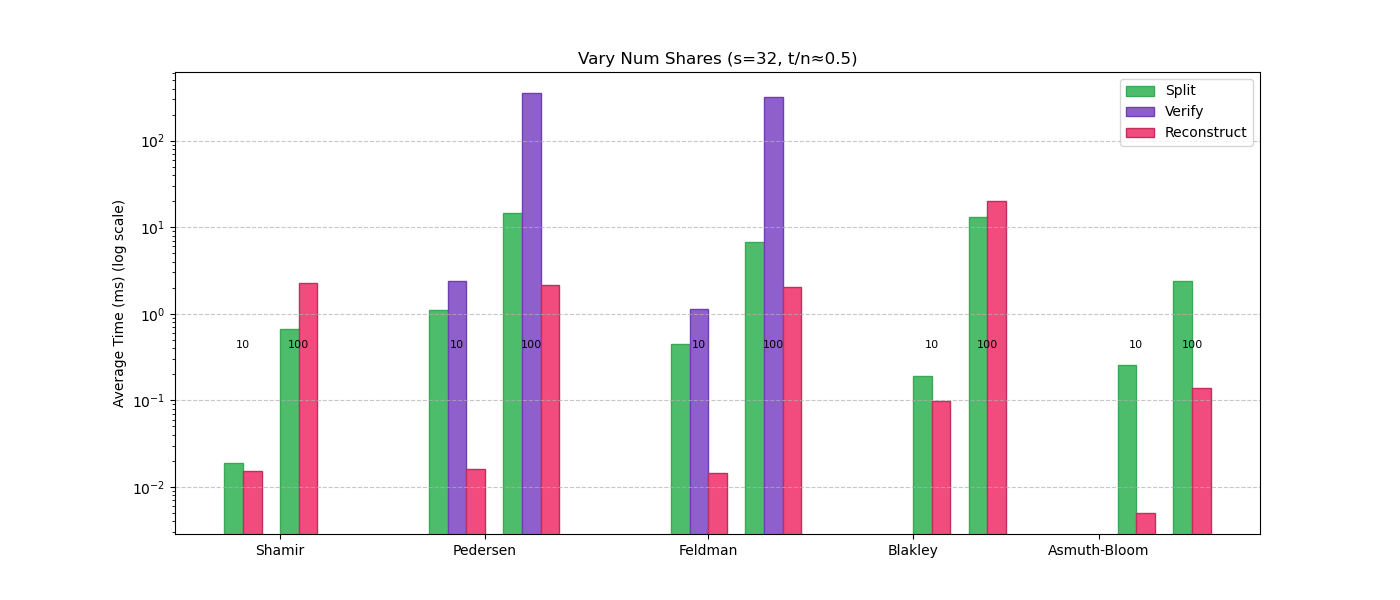 Vary Num Shares (s=32, t/n≈0.5)
Split
Verify
Reconstruct
Average Time (ms) (log scale)
10²
10¹
10⁰
10⁻¹
10⁻²
10 100 10 100 10 100 10 100 10 100
Shamir Pedersen Feldman Blakley Asmuth-Bloom